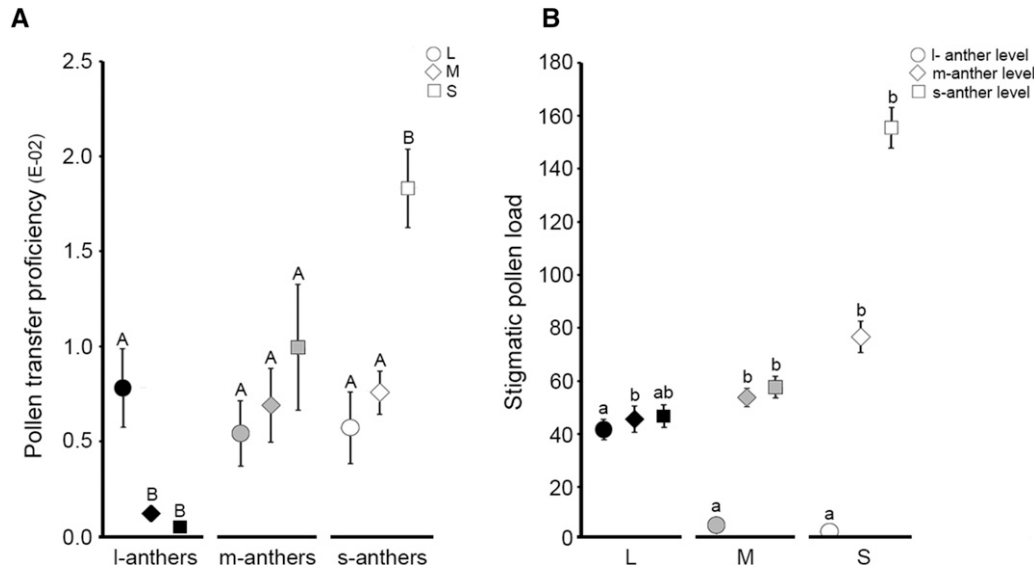 A
Pollen transfer proficiency (E-02)
2.5
2.0
1.5
1.0
0.5
0.0
L
M
S
A
B
B
A
A
A
A
A
B
l-anthers
m-anthers
s-anthers
B
Stigmatic pollen load
180
160
140
120
100
80
60
40
20
0
l- anther level
m-anther level
s-anther level
a
b
ab
a
b
b
a
b
b
L
M
S